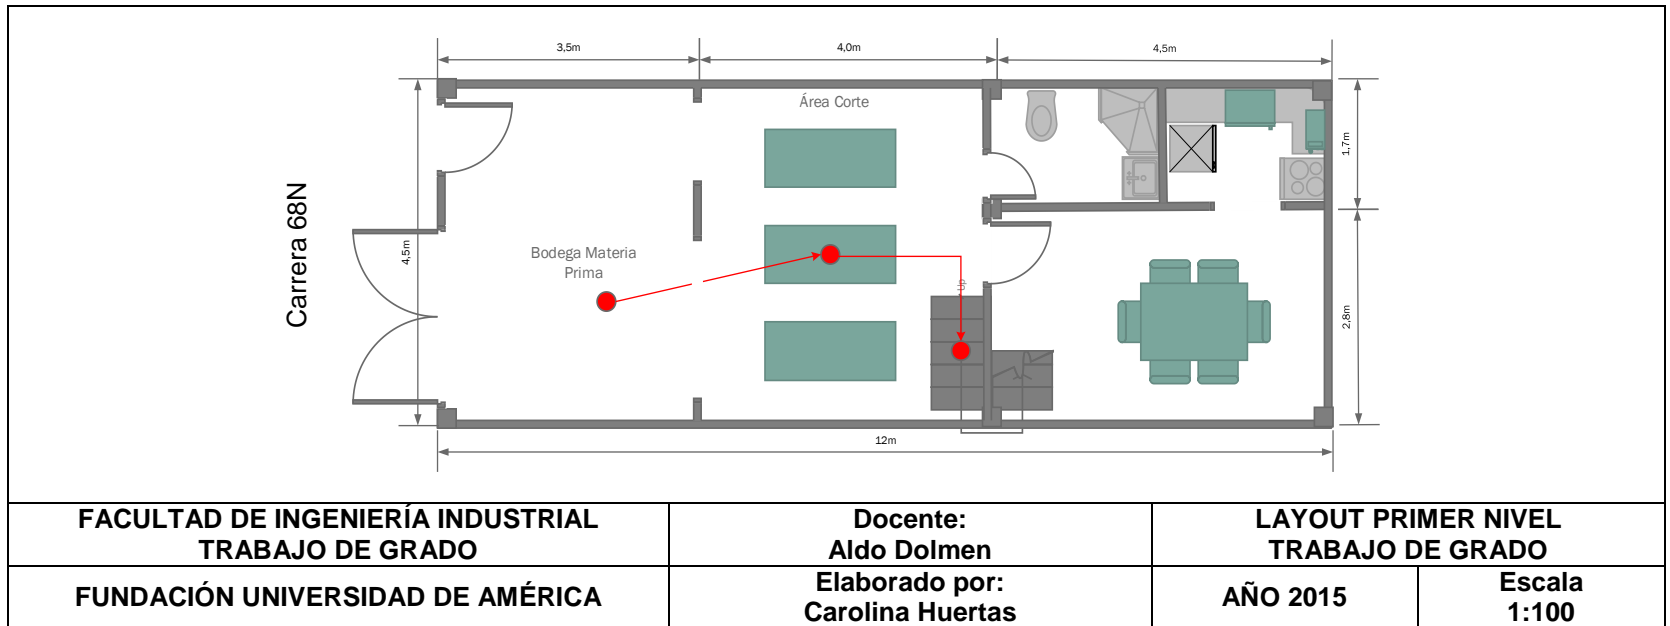 3,5m
4,0m
4,5m
Área Corte
1,7m
Carrera 68N
4,5m
Bodega Materia
Prima
Up
2,8m
12m
FACULTAD DE INGENIERÍA INDUSTRIAL
TRABAJO DE GRADO
Docente:
Aldo Dolmen
LAYOUT PRIMER NIVEL
TRABAJO DE GRADO
FUNDACIÓN UNIVERSIDAD DE AMÉRICA
Elaborado por:
Carolina Huertas
AÑO 2015
Escala
1:100